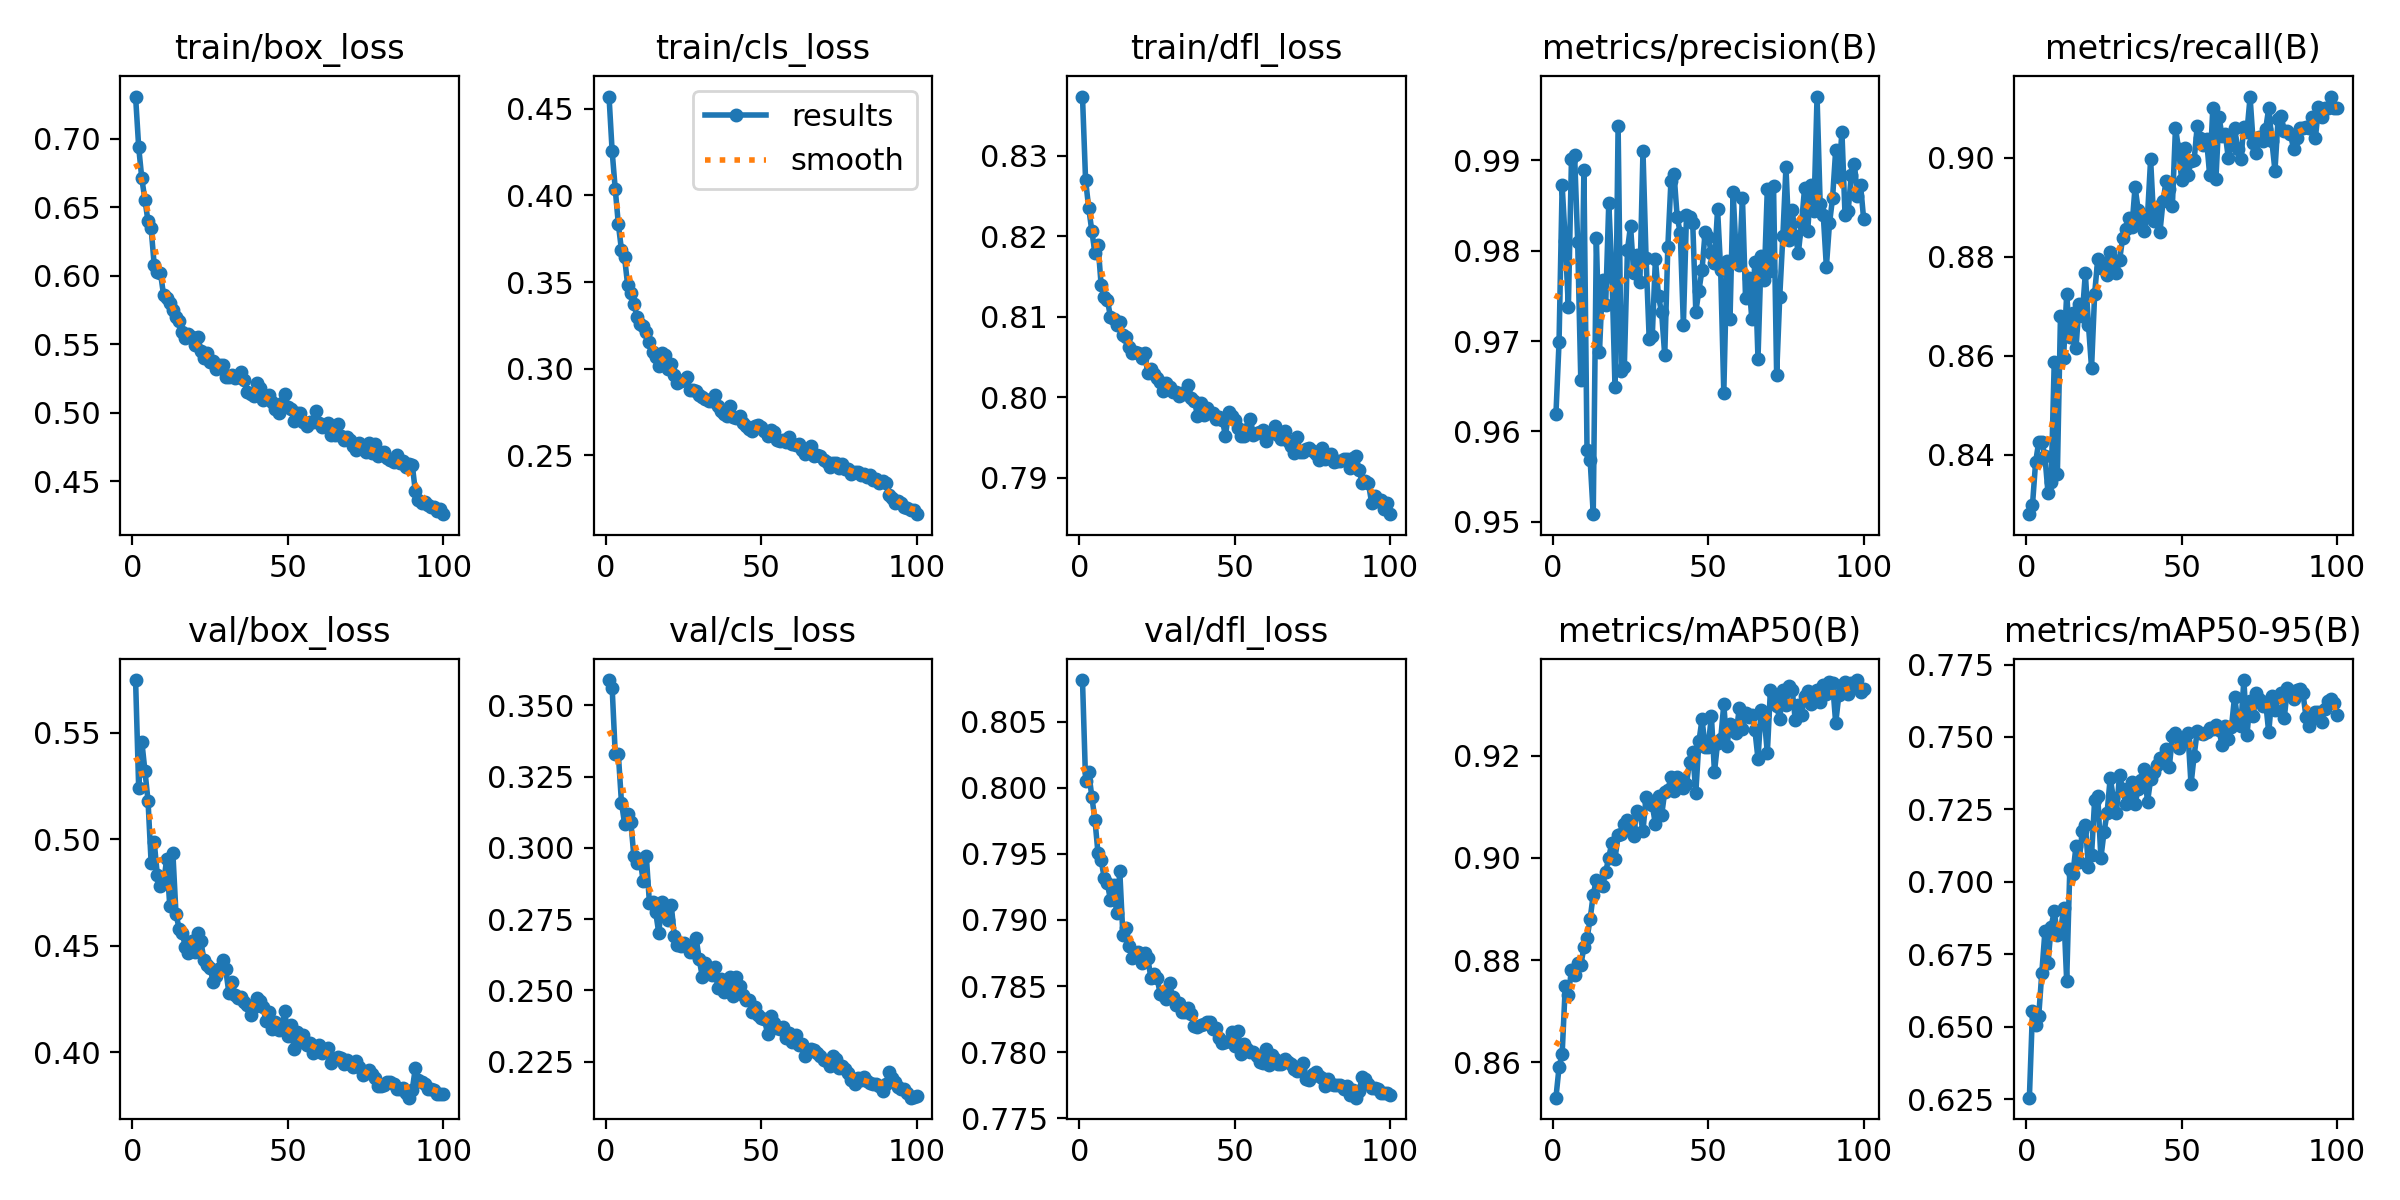 train/box_loss
0.70
0.65
0.60
0.55
0.50
0.45
0 50 100
train/cls_loss
results
smooth
0.45
0.40
0.35
0.30
0.25
0 50 100
train/dfl_loss
0.83
0.82
0.81
0.80
0.79
0 50 100
metrics/precision(B)
0.99
0.98
0.97
0.96
0.95
0 50 100
metrics/recall(B)
0.90
0.88
0.86
0.84
0 50 100
val/box_loss
0.55
0.50
0.45
0.40
0 50 100
val/cls_loss
0.350
0.325
0.300
0.275
0.250
0.225
0 50 100
val/dfl_loss
0.805
0.800
0.795
0.790
0.785
0.780
0.775
0 50 100
metrics/mAP50(B)
0.92
0.90
0.88
0.86
0 50 100
metrics/mAP50-95(B)
0.775
0.750
0.725
0.700
0.675
0.650
0.625
0 50 100